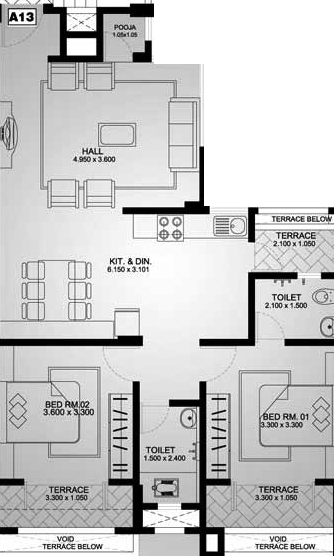 A13
POOJA
1.05x1.05
HALL
4.950 x 3.600
TERRACE BELOW
TERRACE
2.100 x 1.050
KIT. & DIN.
6.150 x 3.101
TOILET
2.100 x 1.500
BED RM.02
3.600 x 3.300
BED RM. 01
3.300 x 3.300
TOILET
1.500 x 2.400
TERRACE
3.300 x 1.050
TERRACE
3.300 x 1.050
VOID
TERRACE BELOW
VOID
TERRACE BELOW